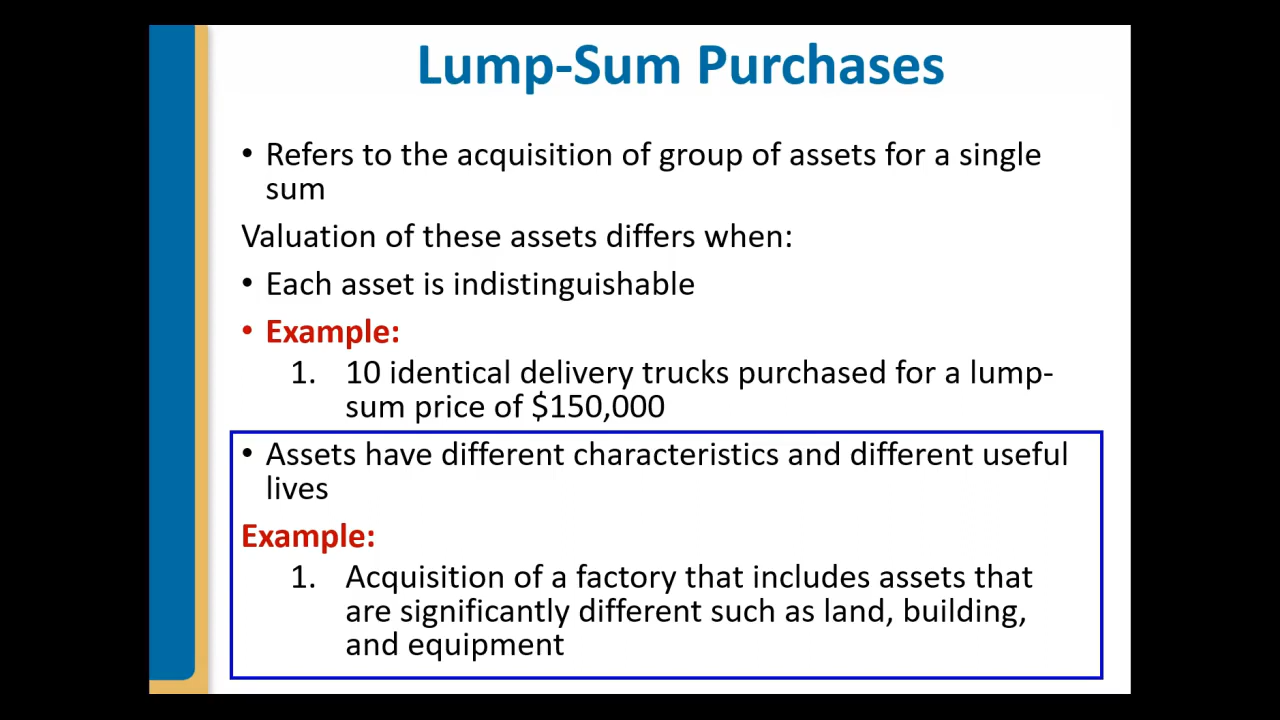 Lump-Sum Purchases
• Refers to the acquisition of group of assets for a single
sum
Valuation of these assets differs when:
• Each asset is indistinguishable
• Example:
1. 10 identical delivery trucks purchased for a lump-
sum price of $150,000
• Assets have different characteristics and different useful
lives
Example:
1. Acquisition of a factory that includes assets that
are significantly different such as land, building,
and equipment